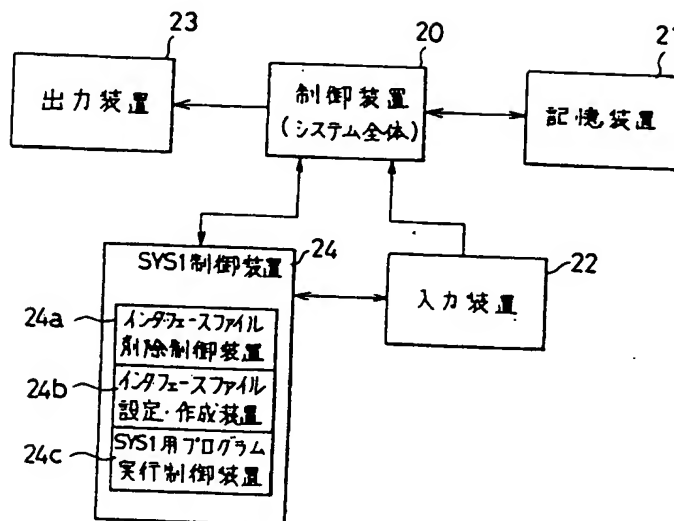 23
20
21
出力装置
制御装置
(システム全体)
記憶装置
24
SYS1制御装置
22
入力装置
24a
インタフェースファイル
削除制御装置
24b
インタフェースファイル
設定・作成装置
24c
SYS1用プログラム
実行制御装置